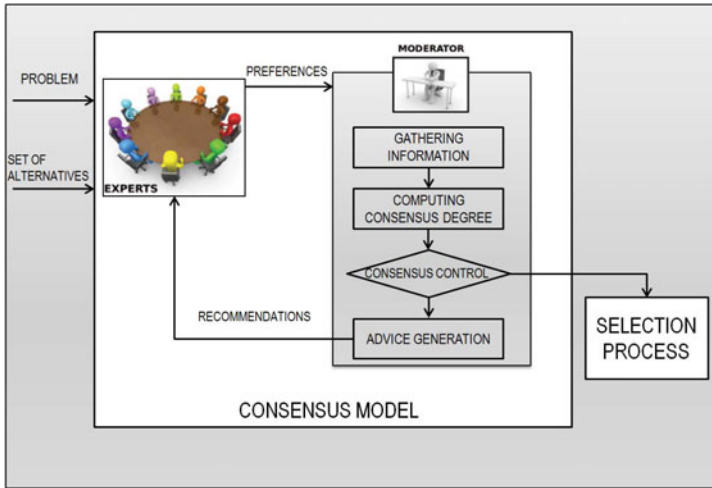 PROBLEM
SET OF
ALTERNATIVES
EXPERTS
PREFERENCES
MODERATOR
GATHERING
INFORMATION
COMPUTING
CONSENSUS DEGREE
CONSENSUS CONTROL
ADVICE GENERATION
RECOMMENDATIONS
SELECTION
PROCESS
CONSENSUS MODEL